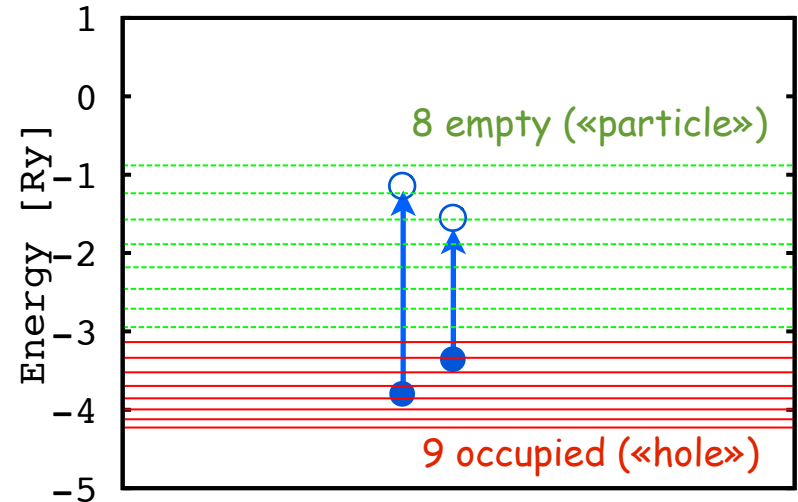 1
0
8 empty («particle»)
-1
-2
-3
-4
9 occupied («hole»)
-5
Energy [Ry]